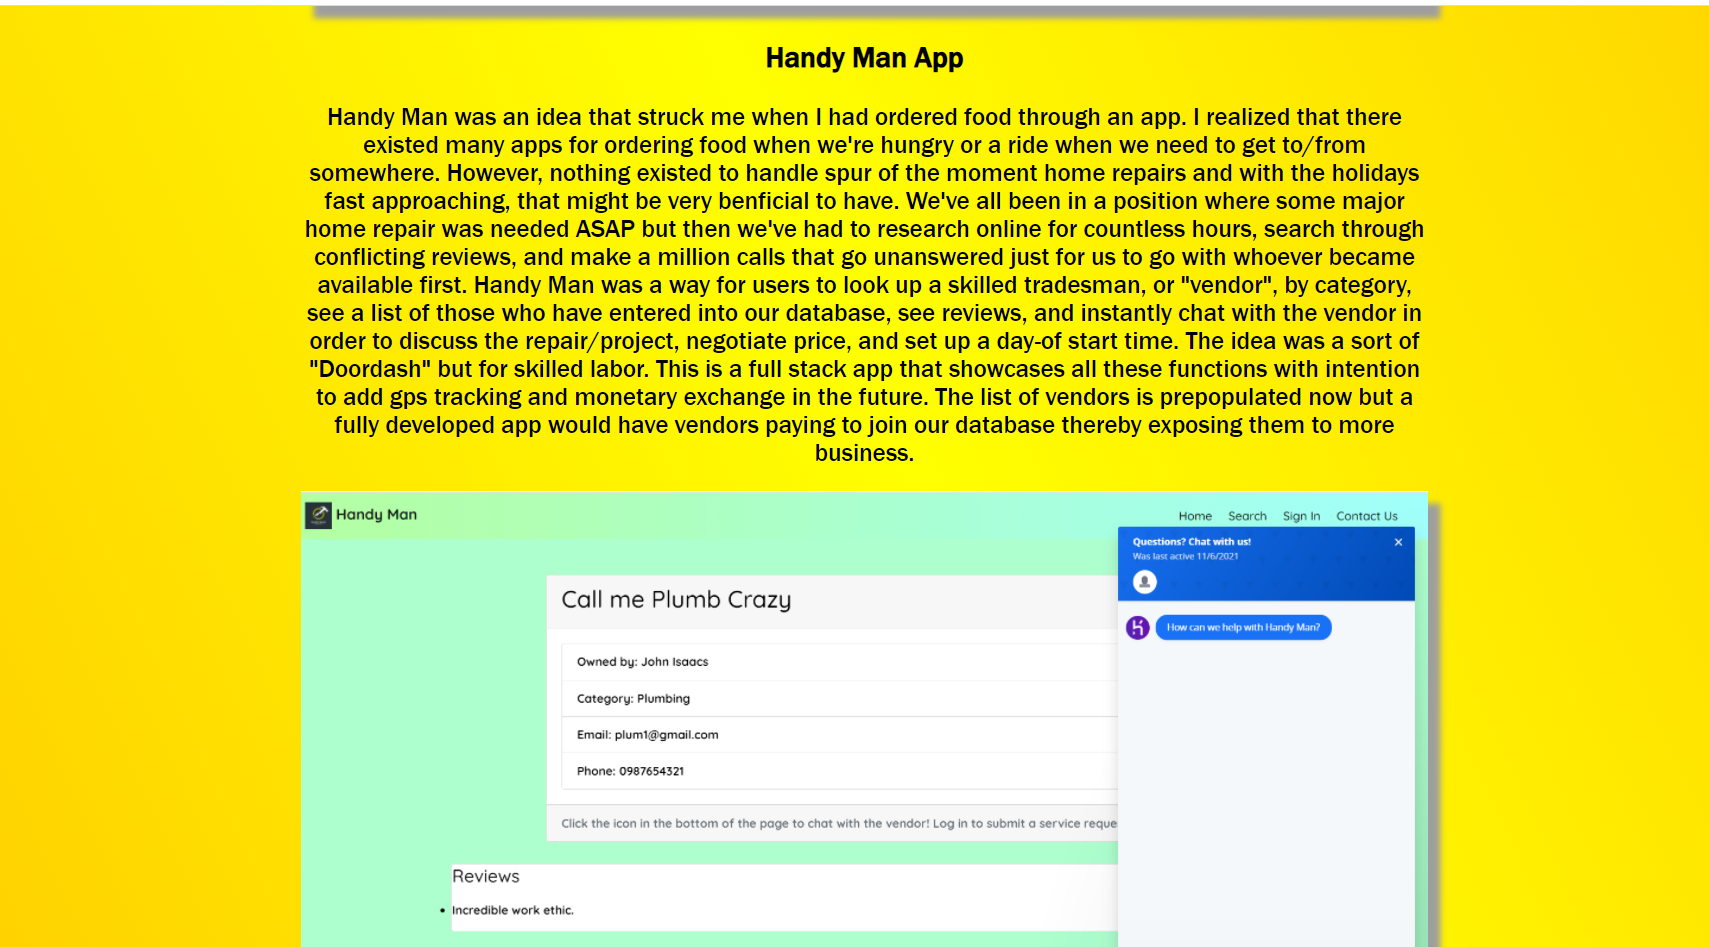 Handy Man App
Handy Man was an idea that struck me when I had ordered food through an app. I realized that there
existed many apps for ordering food when we're hungry or a ride when we need to get to/from
somewhere. However, nothing existed to handle spur of the moment home repairs and with the holidays
fast approaching, that might be very benficial to have. We've all been in a position where some major
home repair was needed ASAP but then we've had to research online for countless hours, search through
conflicting reviews, and make a million calls that go unanswered just for us to go with whoever became
available first. Handy Man was a way for users to look up a skilled tradesman, or "vendor", by category,
see a list of those who have entered into our database, see reviews, and instantly chat with the vendor in
order to discuss the repair/project, negotiate price, and set up a day-of start time. The idea was a sort of
"Doordash" but for skilled labor. This is a full stack app that showcases all these functions with intention
to add gps tracking and monetary exchange in the future. The list of vendors is prepopulated now but a
fully developed app would have vendors paying to join our database thereby exposing them to more
business.
Handy Man
Home Search Sign In Contact Us
Questions? Chat with us!
Was last active 11/6/2021
How can we help with Handy Man?
Call me Plumb Crazy
Owned by: John Isaacs
Category: Plumbing
Email: plum1@gmail.com
Phone: 0987654321
Click the icon in the bottom of the page to chat with the vendor! Log in to submit a service reque
Reviews
• Incredible work ethic.